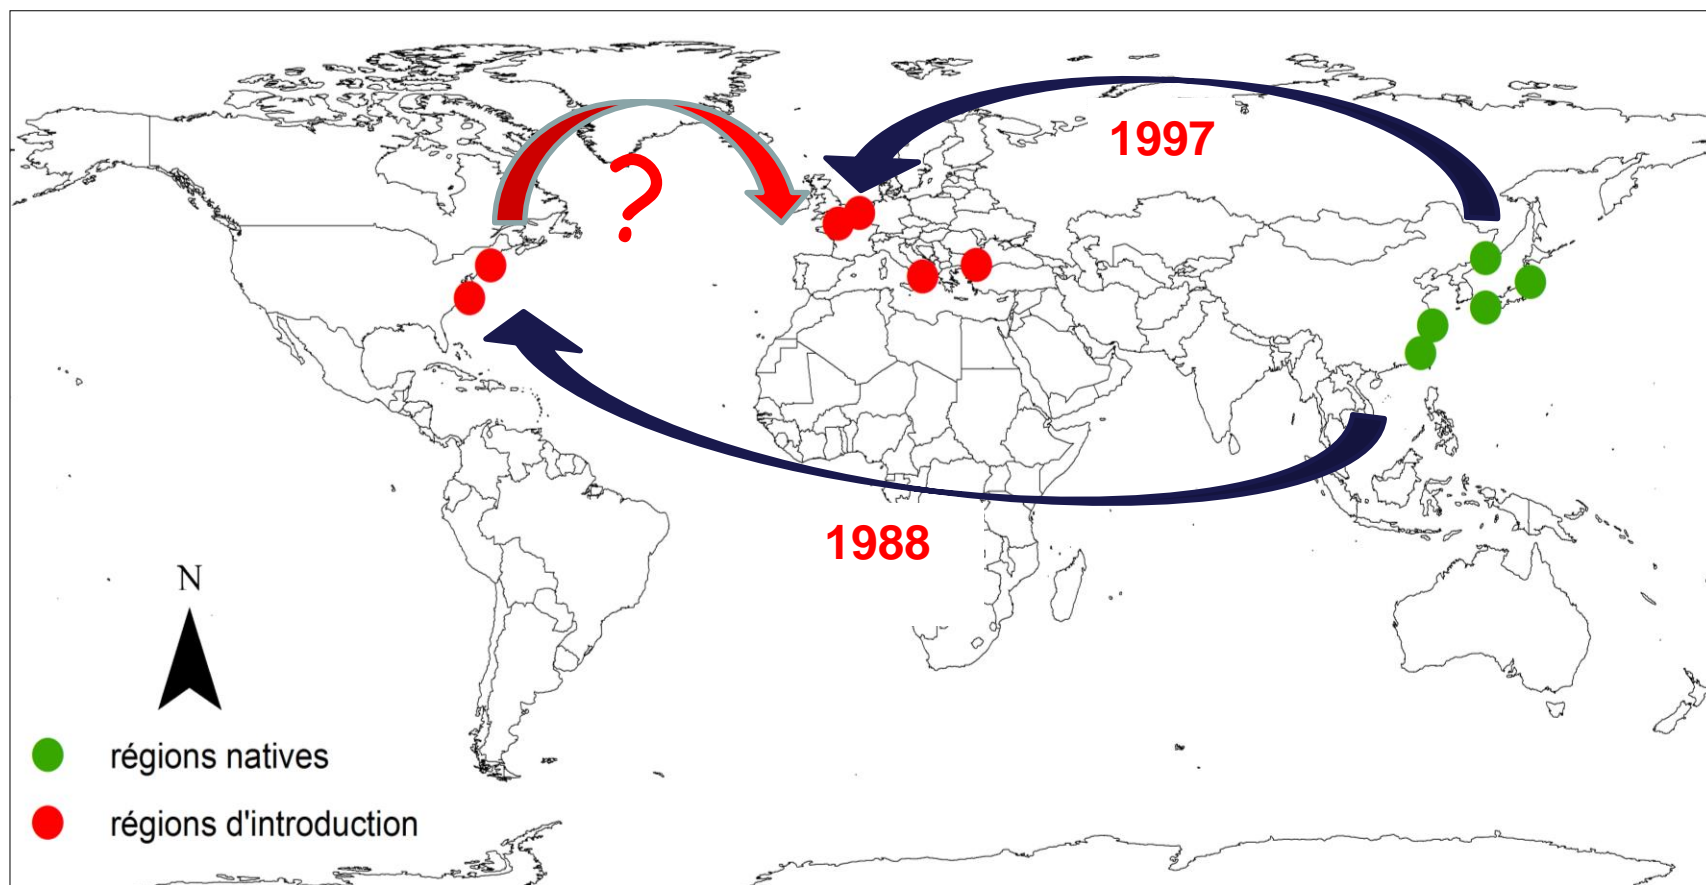 1997
?
1988
N
régions natives
régions d'introduction